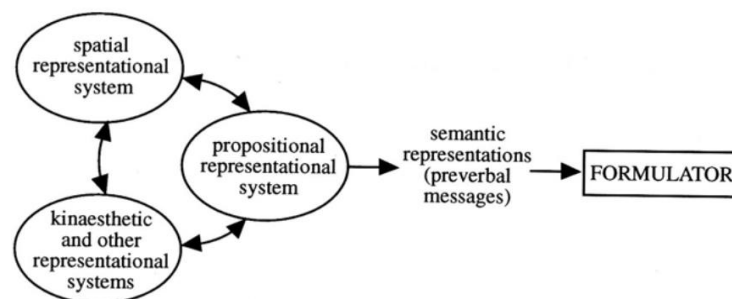 spatial
representational
system
propositional
representational
system
semantic
representations
(preverbal
messages)
FORMULATOR
kinaesthetic
and other
representational
systems